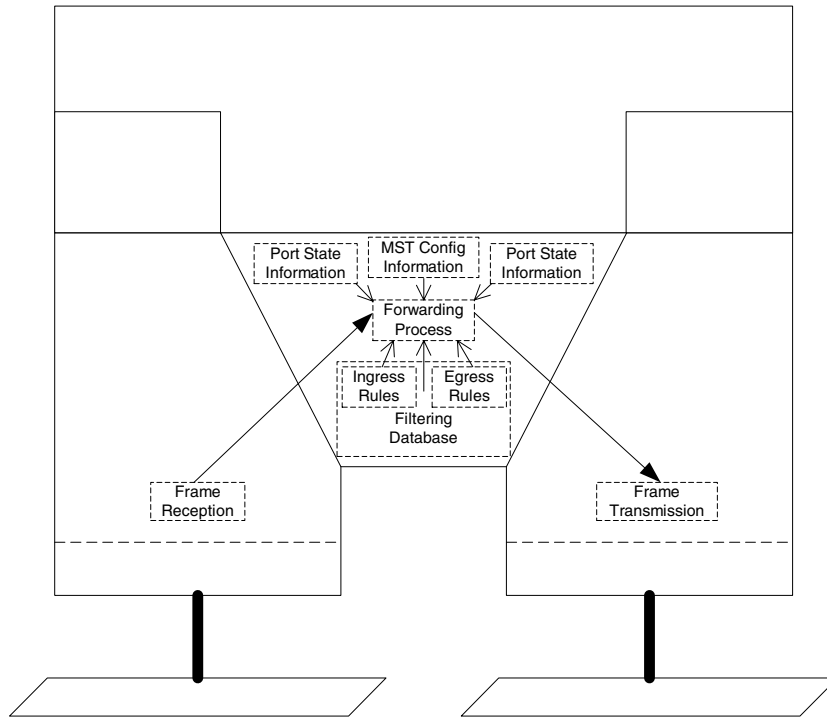 Port State
Information
MST Config
Information
Port State
Information
Forwarding
Process
Ingress
Rules
Egress
Rules
Filtering
Database
Frame
Reception
Frame
Transmission